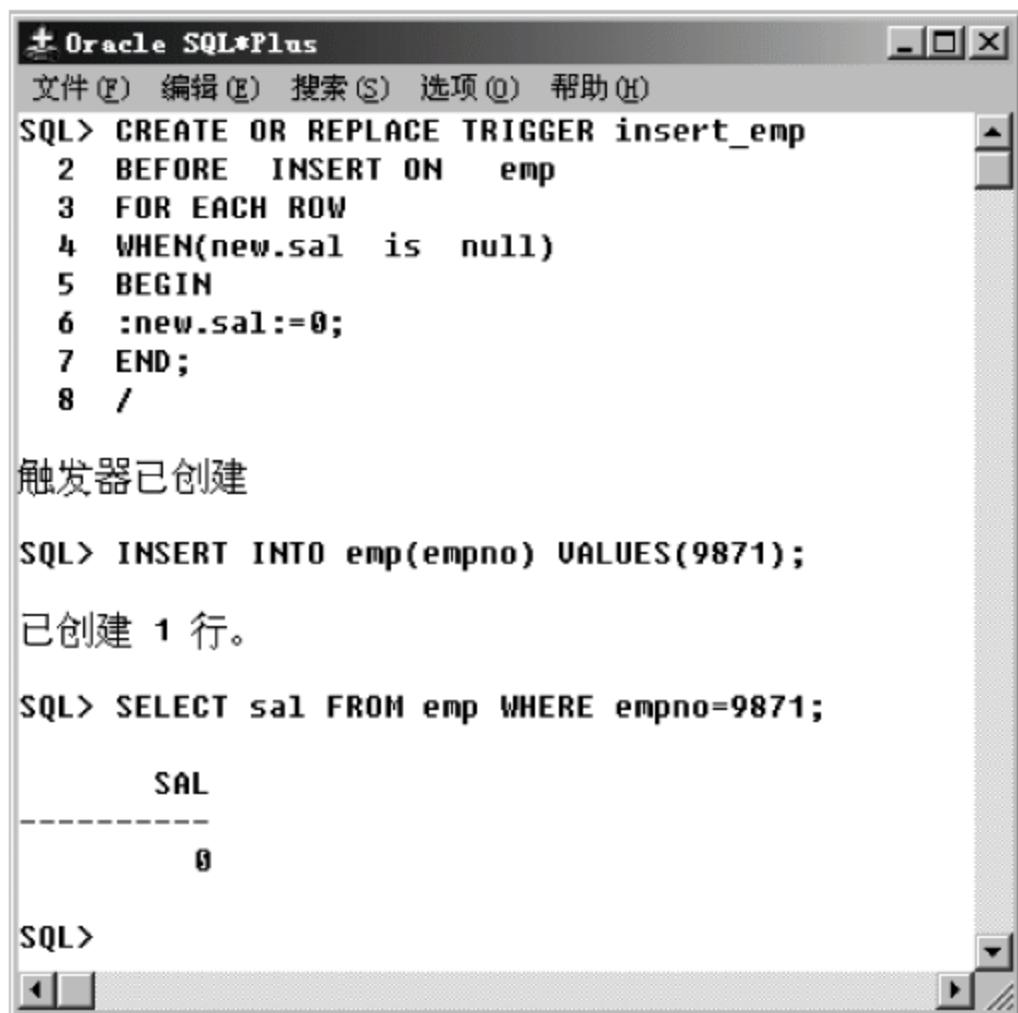 Oracle SQL*Plus
文件(F) 编辑(E) 搜索(S) 选项(O) 帮助(H)
SQL> CREATE OR REPLACE TRIGGER insert_emp
2 BEFORE INSERT ON emp
3 FOR EACH ROW
4 WHEN(new.sal is null)
5 BEGIN
6 :new.sal:=0;
7 END;
8 /
触发器已创建
SQL> INSERT INTO emp(empno) VALUES(9871);
已创建 1 行。
SQL> SELECT sal FROM emp WHERE empno=9871;
SAL
----------
0
SQL>